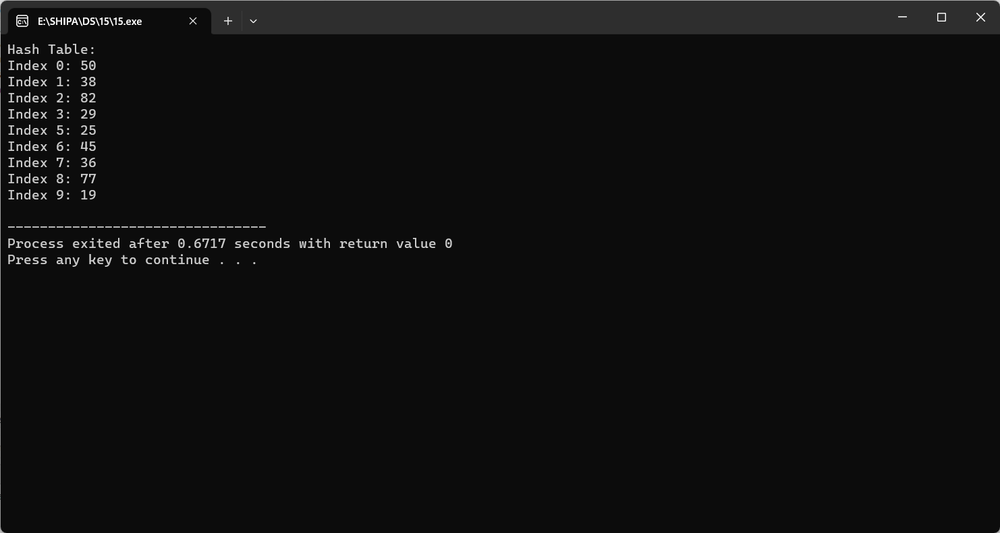 E:\SHIPA\DS\15\15.exe
Hash Table:
Index 0: 50
Index 1: 38
Index 2: 82
Index 3: 29
Index 5: 25
Index 6: 45
Index 7: 36
Index 8: 77
Index 9: 19
--------------------------------
Process exited after 0.6717 seconds with return value 0
Press any key to continue . . .